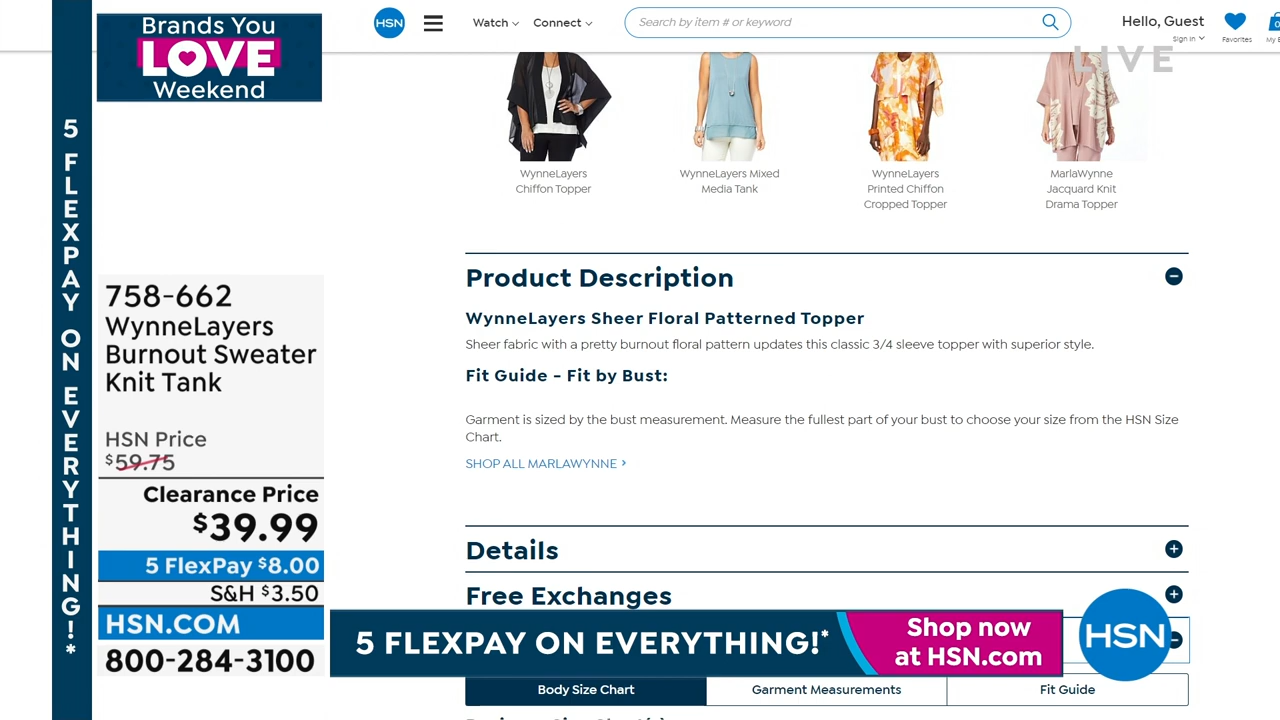 Brands You
LOVE
Weekend
5 FLEXPAY ON EVERYTHING!*
HSN
Watch
Connect
Search by item # or keyword
Hello, Guest
Sign In
Favorites
0
My
LIVE
WynneLayers
Chiffon Topper
WynneLayers Mixed
Media Tank
WynneLayers
Printed Chiffon
Cropped Topper
MarlaWynne
Jacquard Knit
Drama Topper
758-662
WynneLayers
Burnout Sweater
Knit Tank
HSN Price
$59.75
Clearance Price
$39.99
5 FlexPay $8.00
S&H $3.50
HSN.COM
800-284-3100
Product Description
WynneLayers Sheer Floral Patterned Topper
Sheer fabric with a pretty burnout floral pattern updates this classic 3/4 sleeve topper with superior style.
Fit Guide - Fit by Bust:
Garment is sized by the bust measurement. Measure the fullest part of your bust to choose your size from the HSN Size
Chart.
SHOP ALL MARLAWYNNE >
Details
Free Exchanges
5 FLEXPAY ON EVERYTHING!*
Shop now
at HSN.com
HSN
Body Size Chart
Garment Measurements
Fit Guide